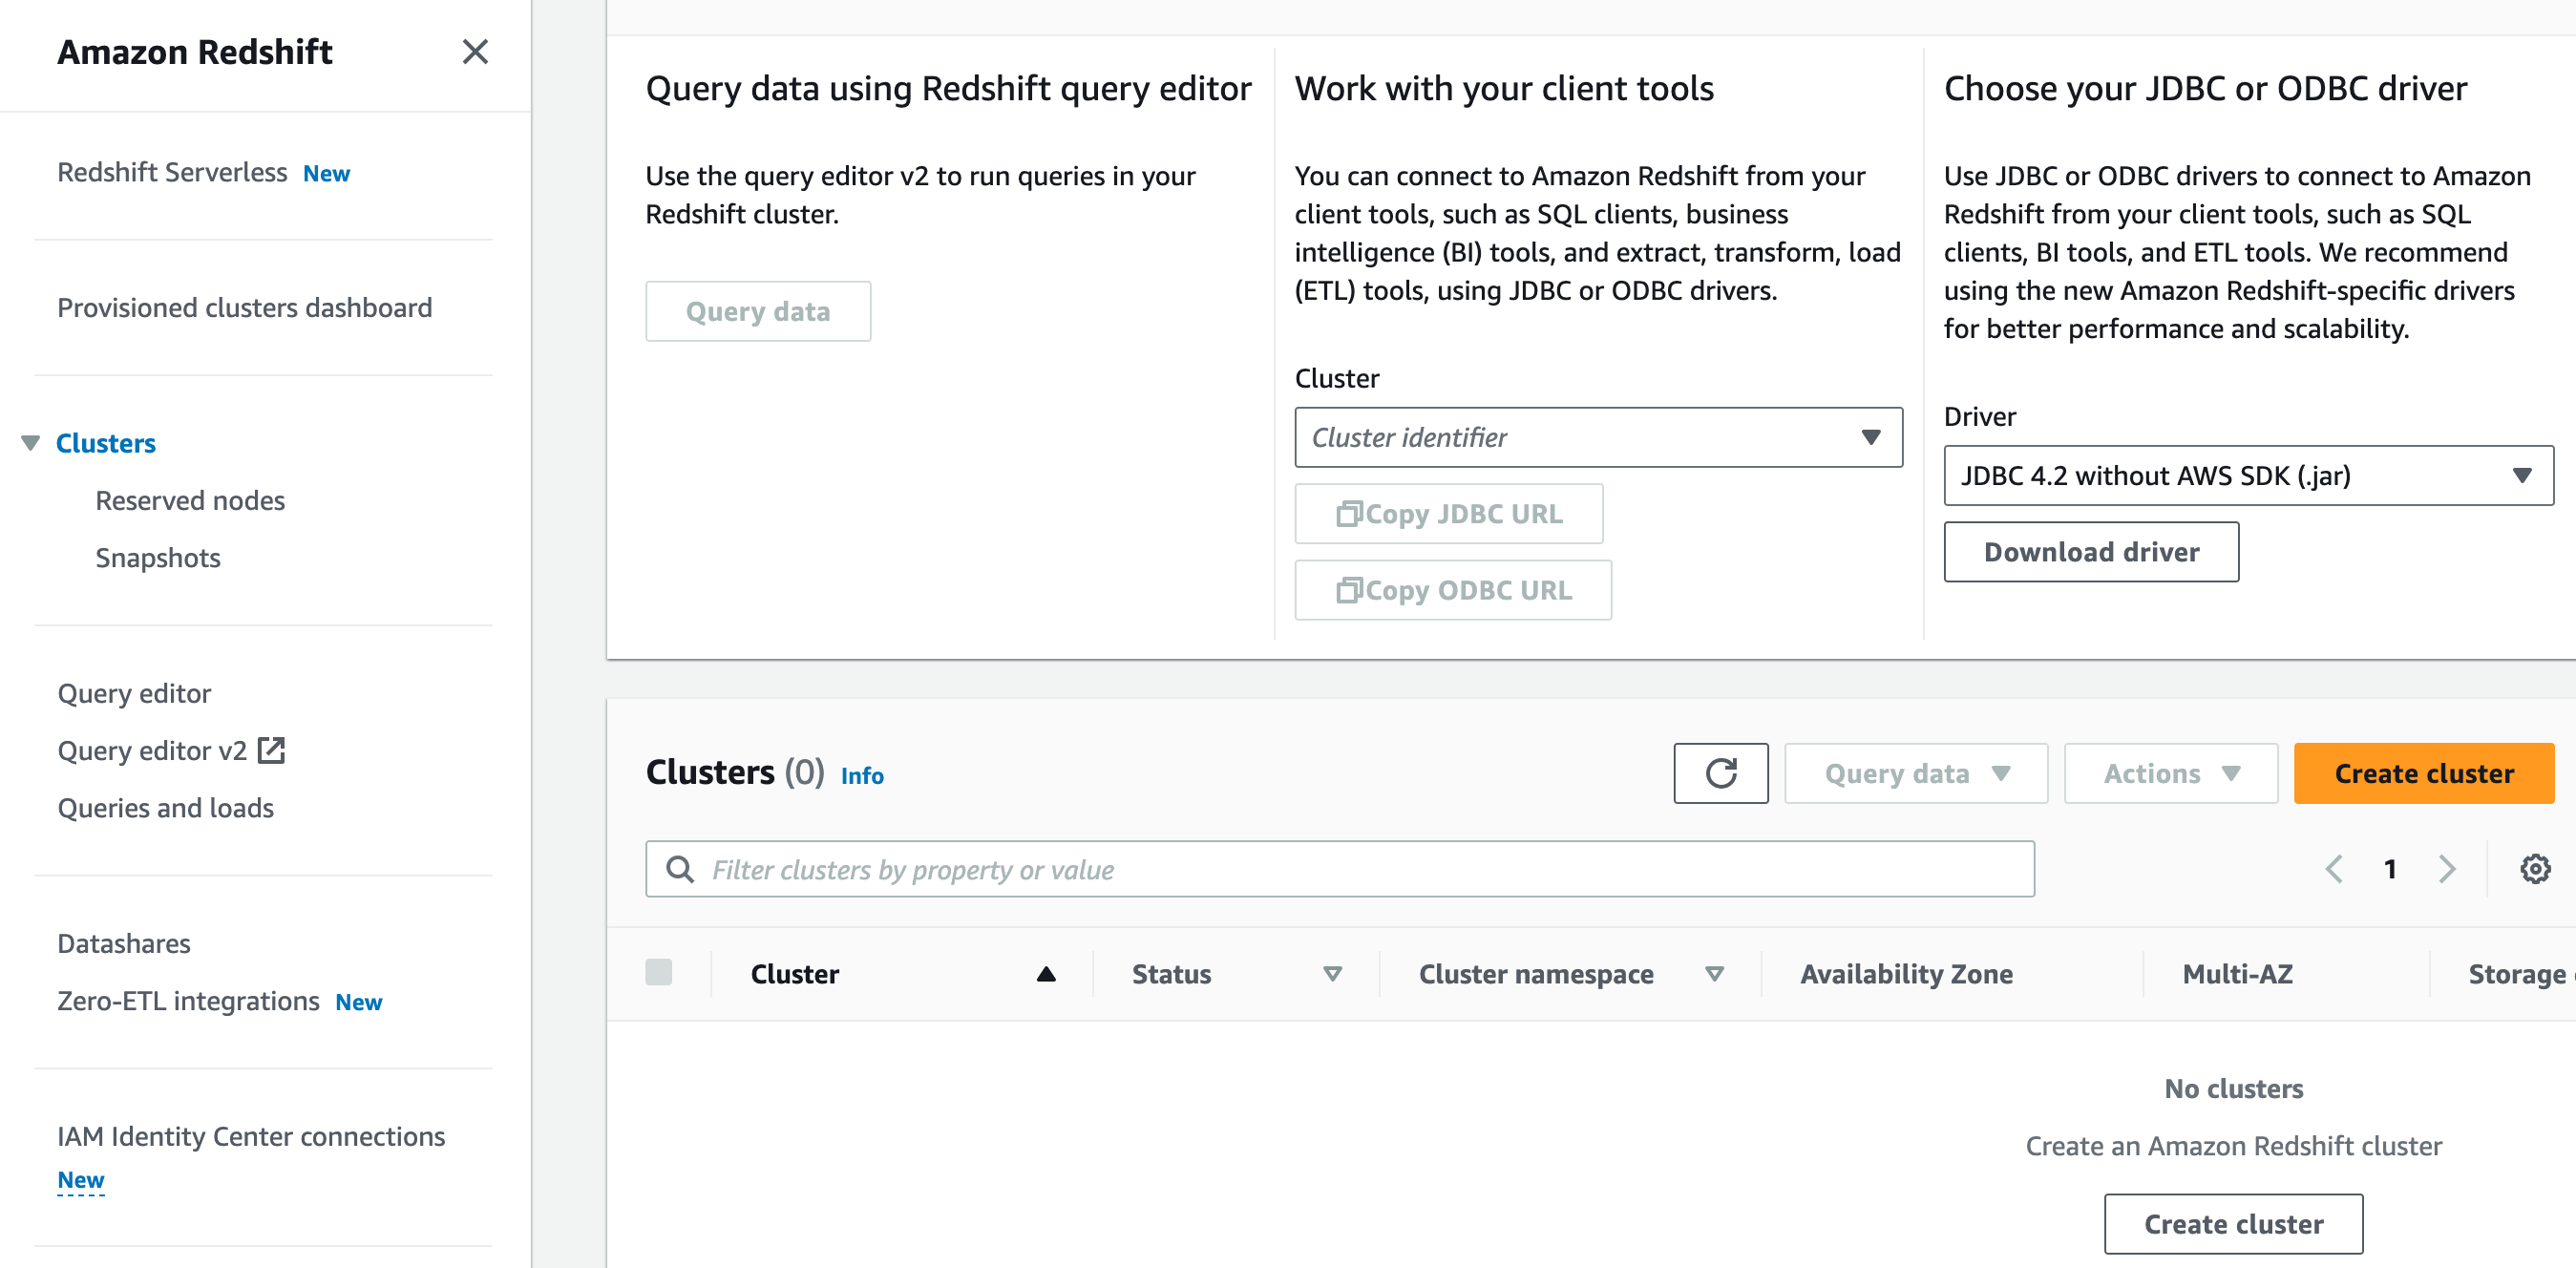 Amazon Redshift
Redshift Serverless New
Provisioned clusters dashboard
Clusters
Reserved nodes
Snapshots
Query editor
Query editor v2
Queries and loads
Datashares
Zero-ETL integrations New
IAM Identity Center connections
New
Query data using Redshift query editor
Use the query editor v2 to run queries in your
Redshift cluster.
Query data
Work with your client tools
You can connect to Amazon Redshift from your
client tools, such as SQL clients, business
intelligence (BI) tools, and extract, transform, load
(ETL) tools, using JDBC or ODBC drivers.
Cluster
Cluster identifier
Copy JDBC URL
Copy ODBC URL
Choose your JDBC or ODBC driver
Use JDBC or ODBC drivers to connect to Amazon
Redshift from your client tools, such as SQL
clients, BI tools, and ETL tools. We recommend
using the new Amazon Redshift-specific drivers
for better performance and scalability.
Driver
JDBC 4.2 without AWS SDK (.jar)
Download driver
Clusters (0) Info
Query data
Actions
Create cluster
Filter clusters by property or value
1
Cluster Status Cluster namespace Availability Zone Multi-AZ Storage
No clusters
Create an Amazon Redshift cluster
Create cluster